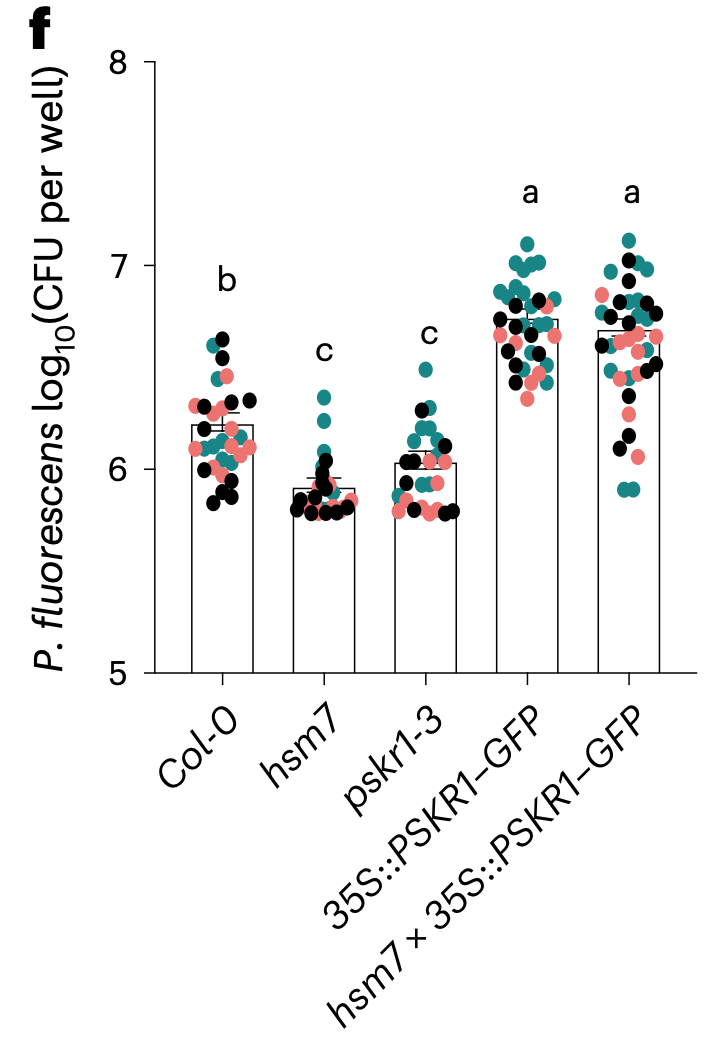 f
P. fluorescens log10(CFU per well)
8
7
6
5
b
c
c
a
a
Col-0
hsm7
pskr1-3
35S::PSKR1–GFP
hsm7 × 35S::PSKR1–GFP